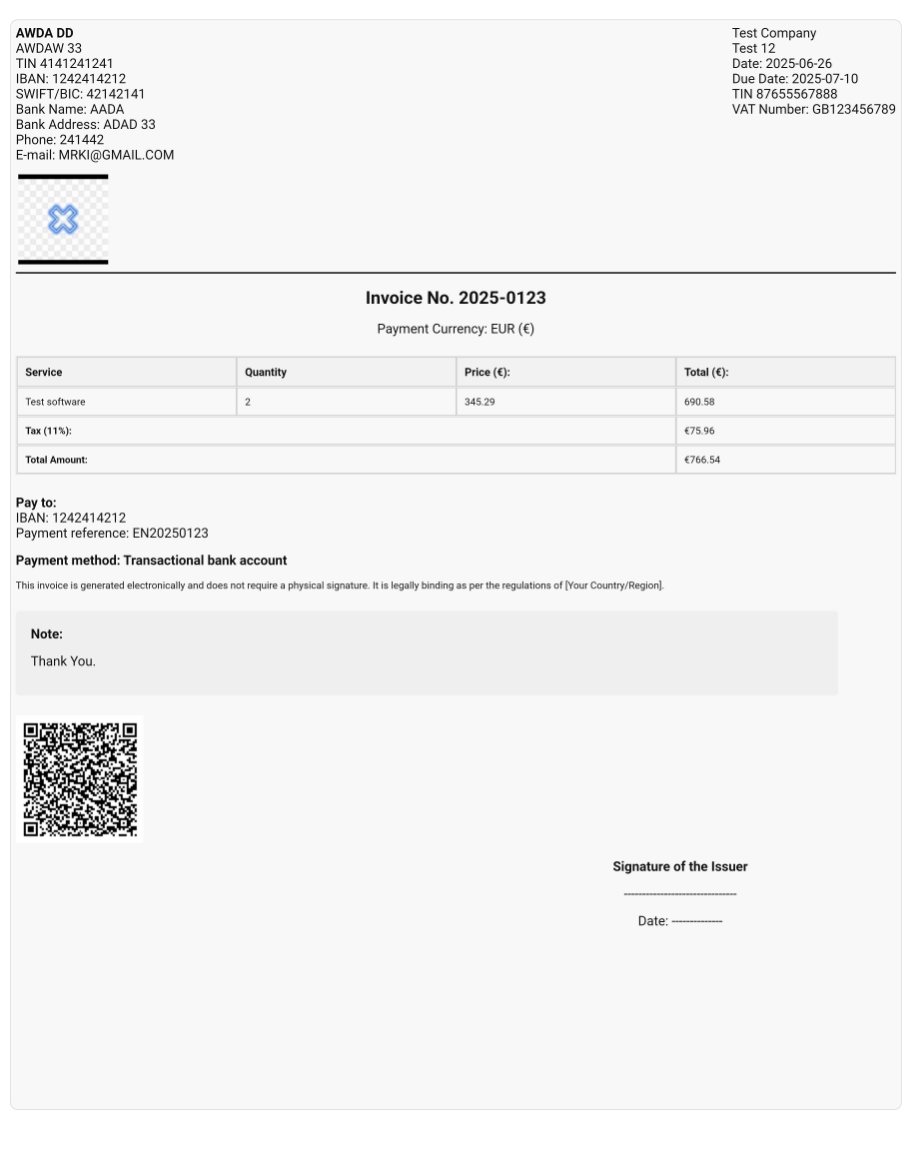 AWDA DD
AWDAW 33
TIN 4141241241
IBAN: 1242414212
SWIFT/BIC: 42142141
Bank Name: AADA
Bank Address: ADAD 33
Phone: 241442
E-mail: MRKI@GMAIL.COM
Test Company
Test 12
Date: 2025-06-26
Due Date: 2025-07-10
TIN 87655567888
VAT Number: GB123456789
Invoice No. 2025-0123
Payment Currency: EUR (€)
Service Quantity Price (€): Total (€):
Test software 2 345.29 690.58
Tax (11%): €75.96
Total Amount: €766.54
Pay to:
IBAN: 1242414212
Payment reference: EN20250123
Payment method: Transactional bank account
This invoice is generated electronically and does not require a physical signature. It is legally binding as per the regulations of [Your Country/Region].
Note:
Thank You.
Signature of the Issuer
------------------------------
Date: --------------